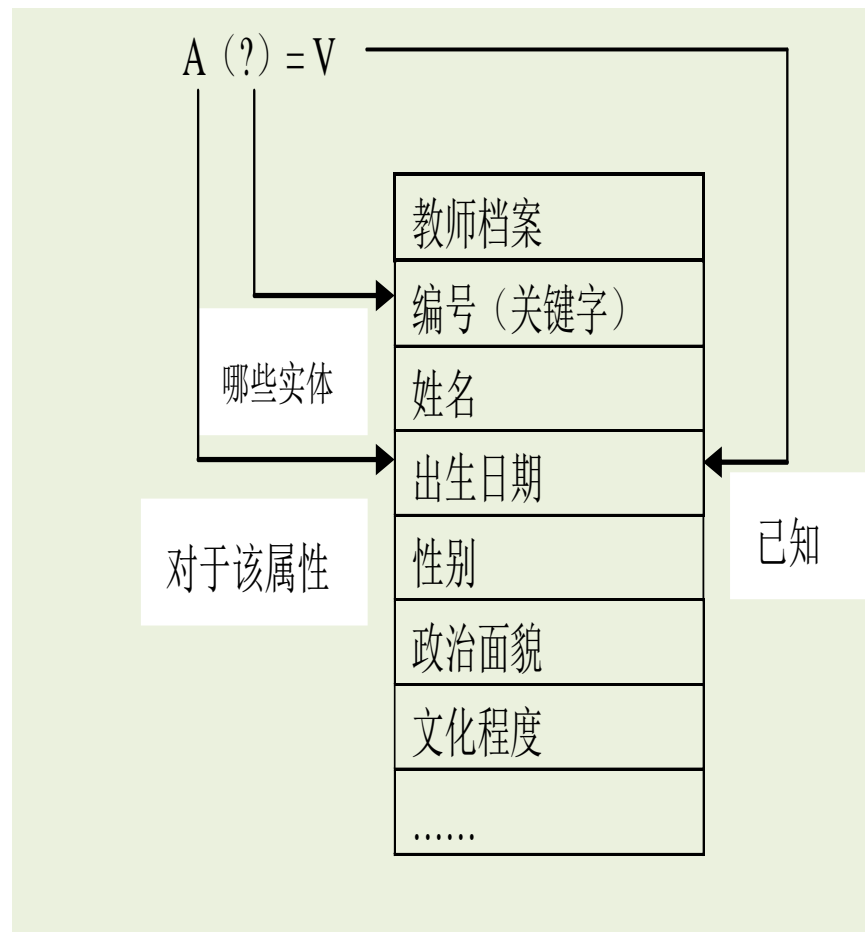 A（?）=V
教师档案
编号（关键字）
哪些实体
姓名
出生日期
对于该属性
性别
已知
政治面貌
文化程度
......